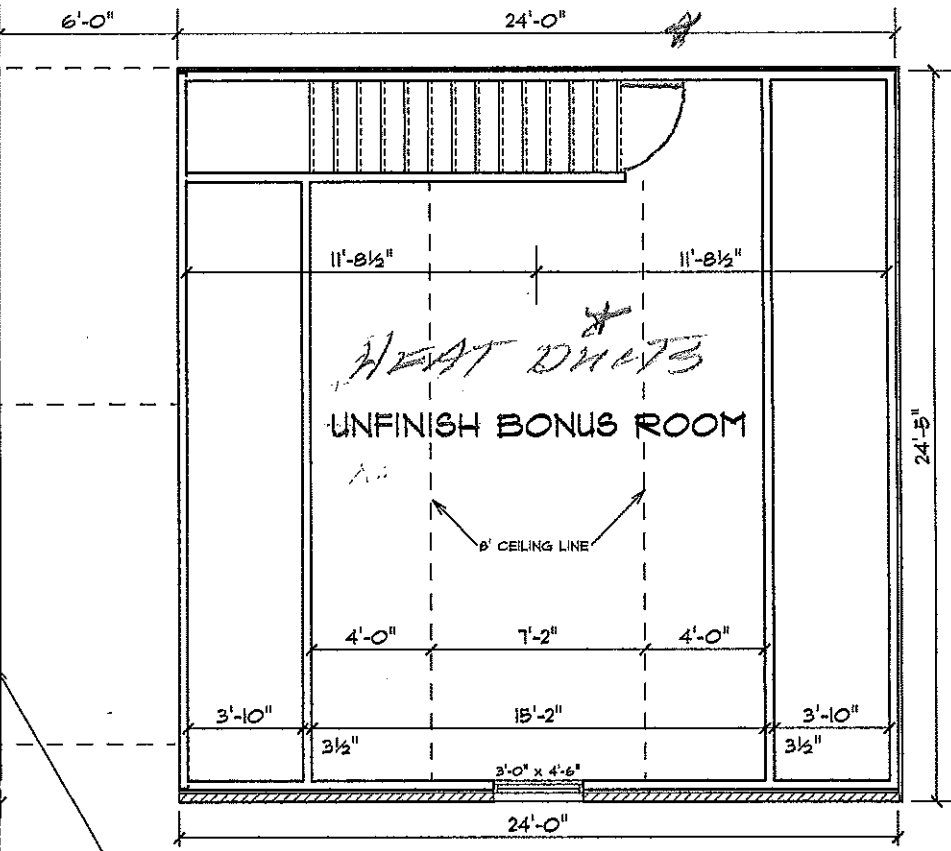 6'-0" 24'-0"
11'-8½" 11'-8½"
HEAT DUCTS
UNFINISH BONUS ROOM
24'-5"
8' CEILING LINE
4'-0" 7'-2" 4'-0"
3'-10" 15'-2" 3'-10"
3½" 3½"
3'-0" x 4'-6"
24'-0"